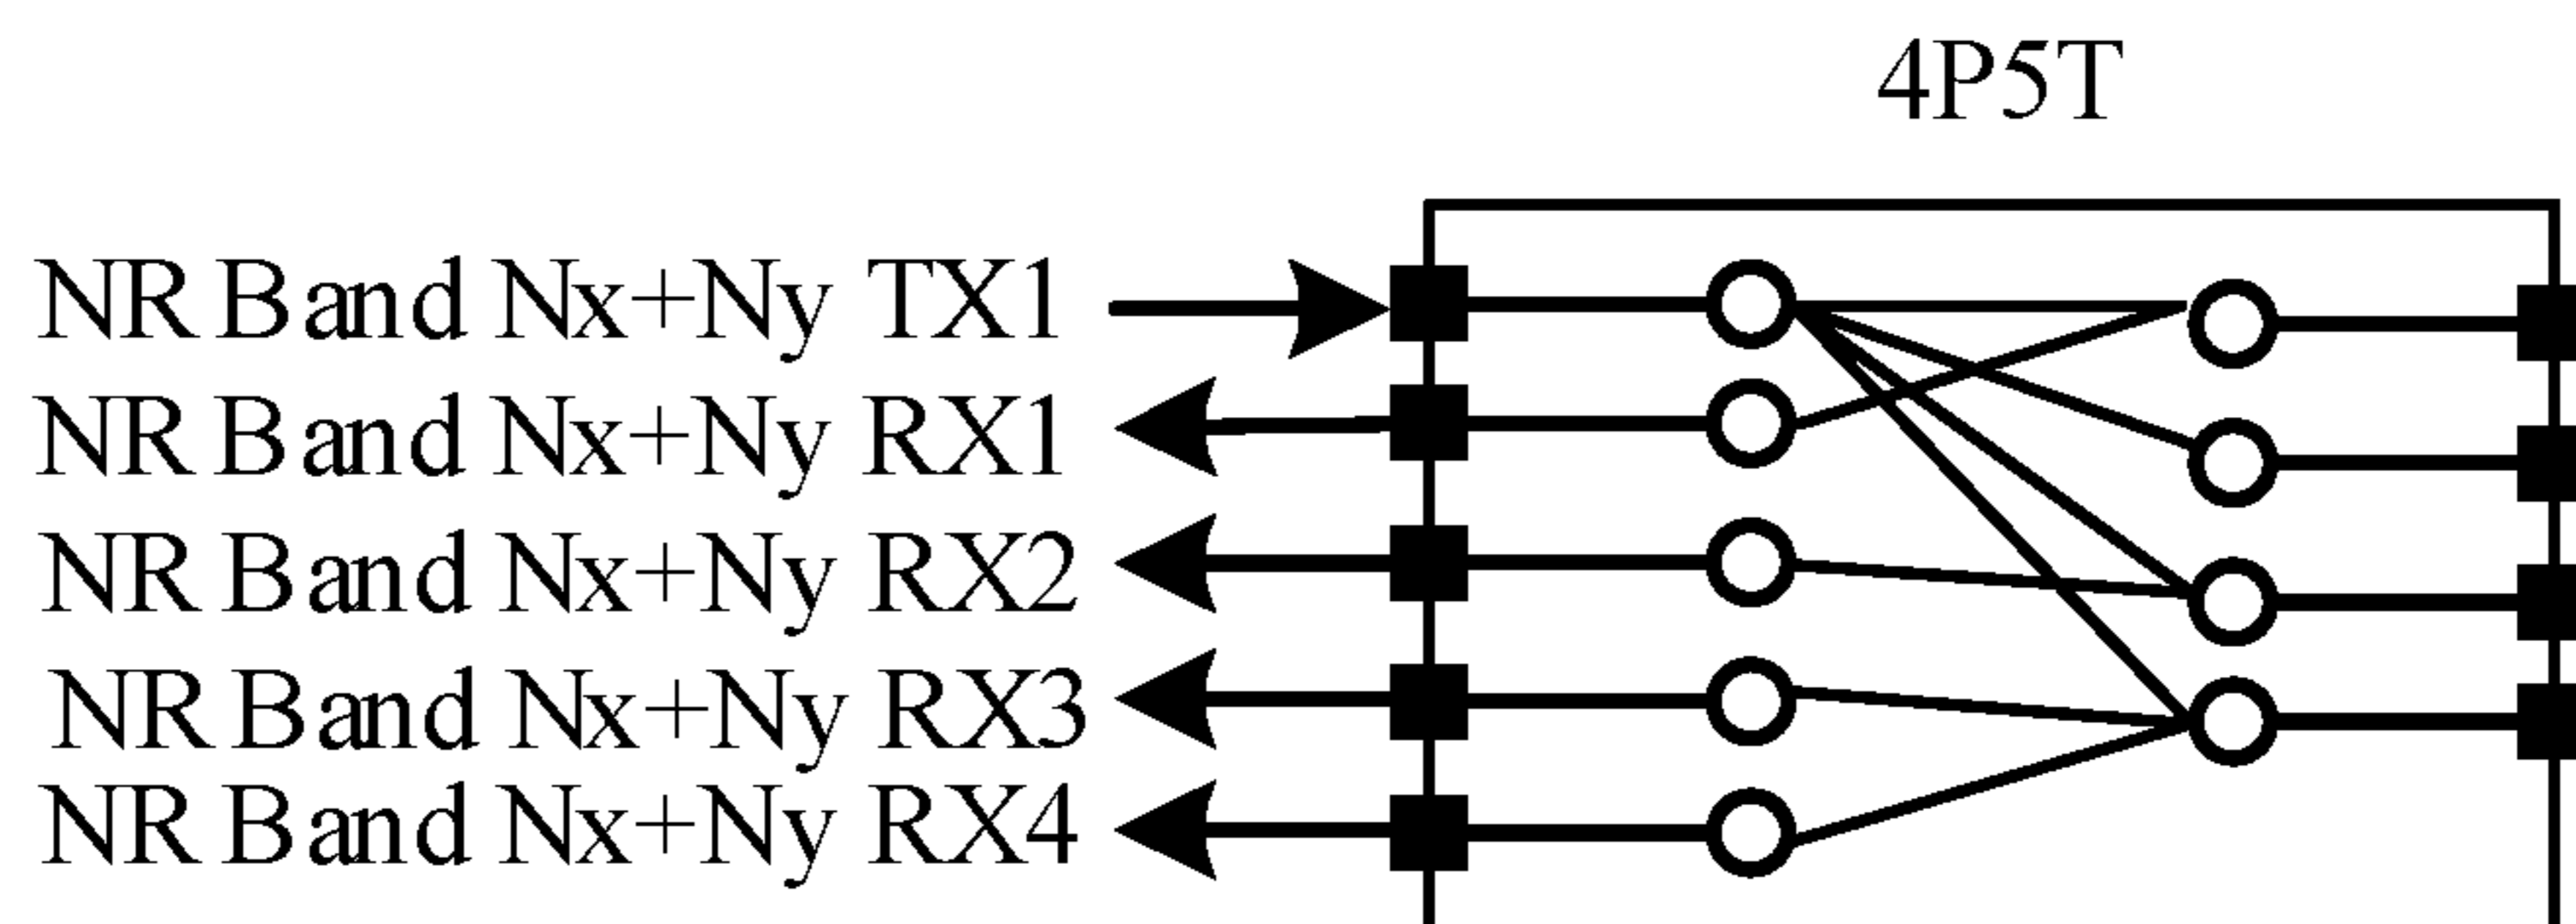 4P5T
NR Band Nx+Ny TX1
NR Band Nx+Ny RX1
NR Band Nx+Ny RX2
NR Band Nx+Ny RX3
NR Band Nx+Ny RX4